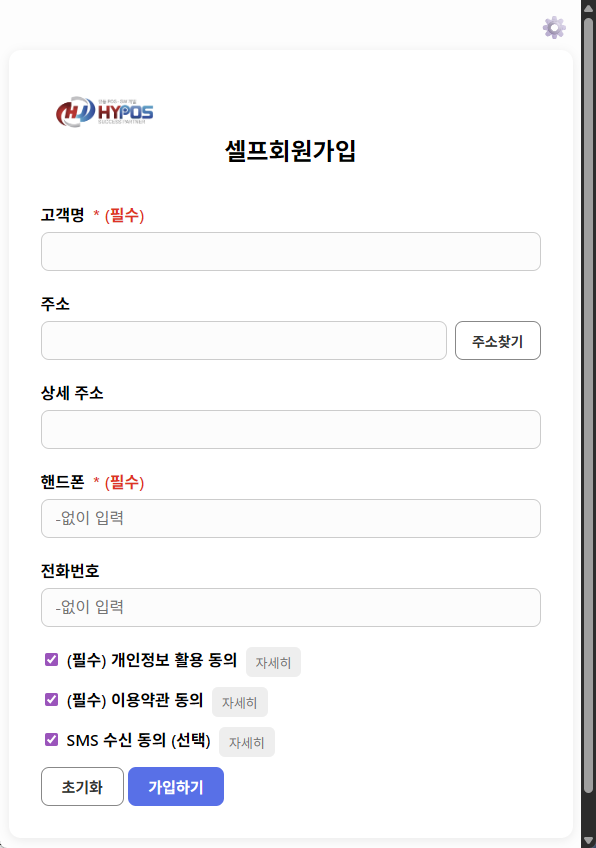 HYPOS
셀프회원가입
고객명 * (필수)
주소
주소찾기
상세 주소
핸드폰 * (필수)
-없이 입력
전화번호
-없이 입력
(필수) 개인정보 활용 동의 자세히
(필수) 이용약관 동의 자세히
SMS 수신 동의 (선택) 자세히
초기화 가입하기